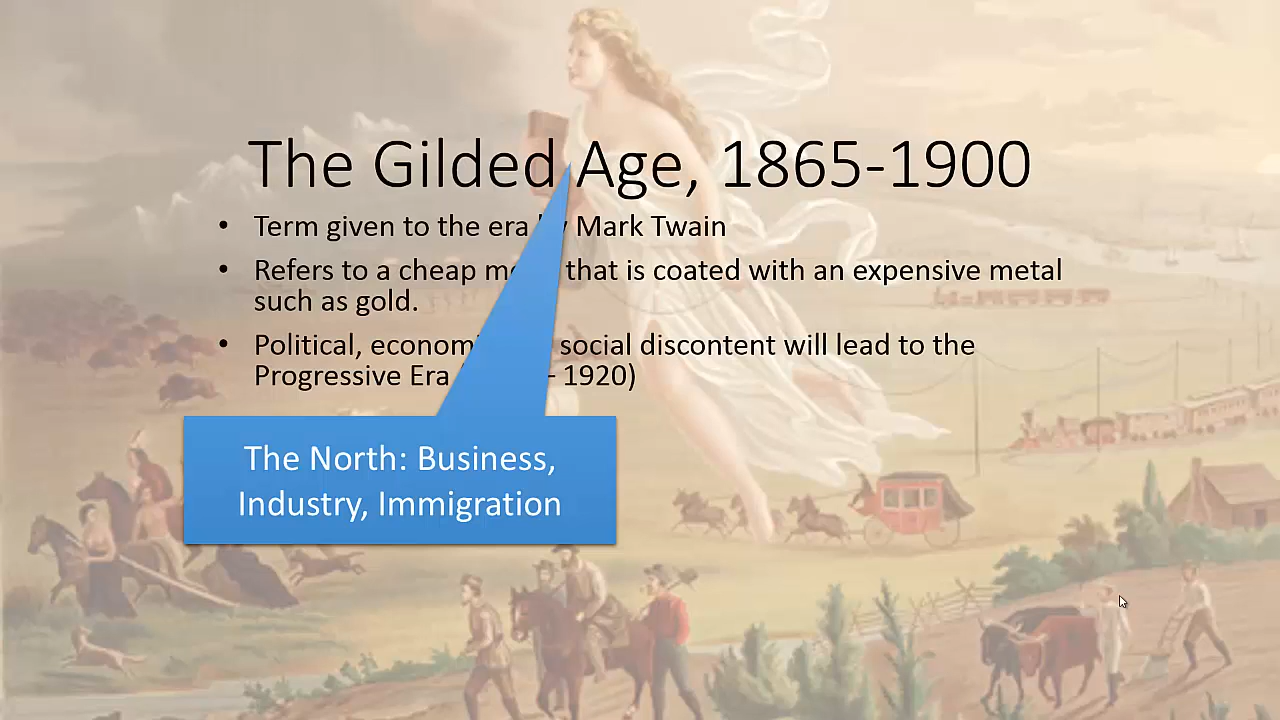 The Gilded Age, 1865-1900
• Term given to the era Mark Twain
• Refers to a cheap that is coated with an expensive metal
such as gold.
• Political, social discontent will lead to the
Progressive Era - 1920)
The North: Business,
Industry, Immigration